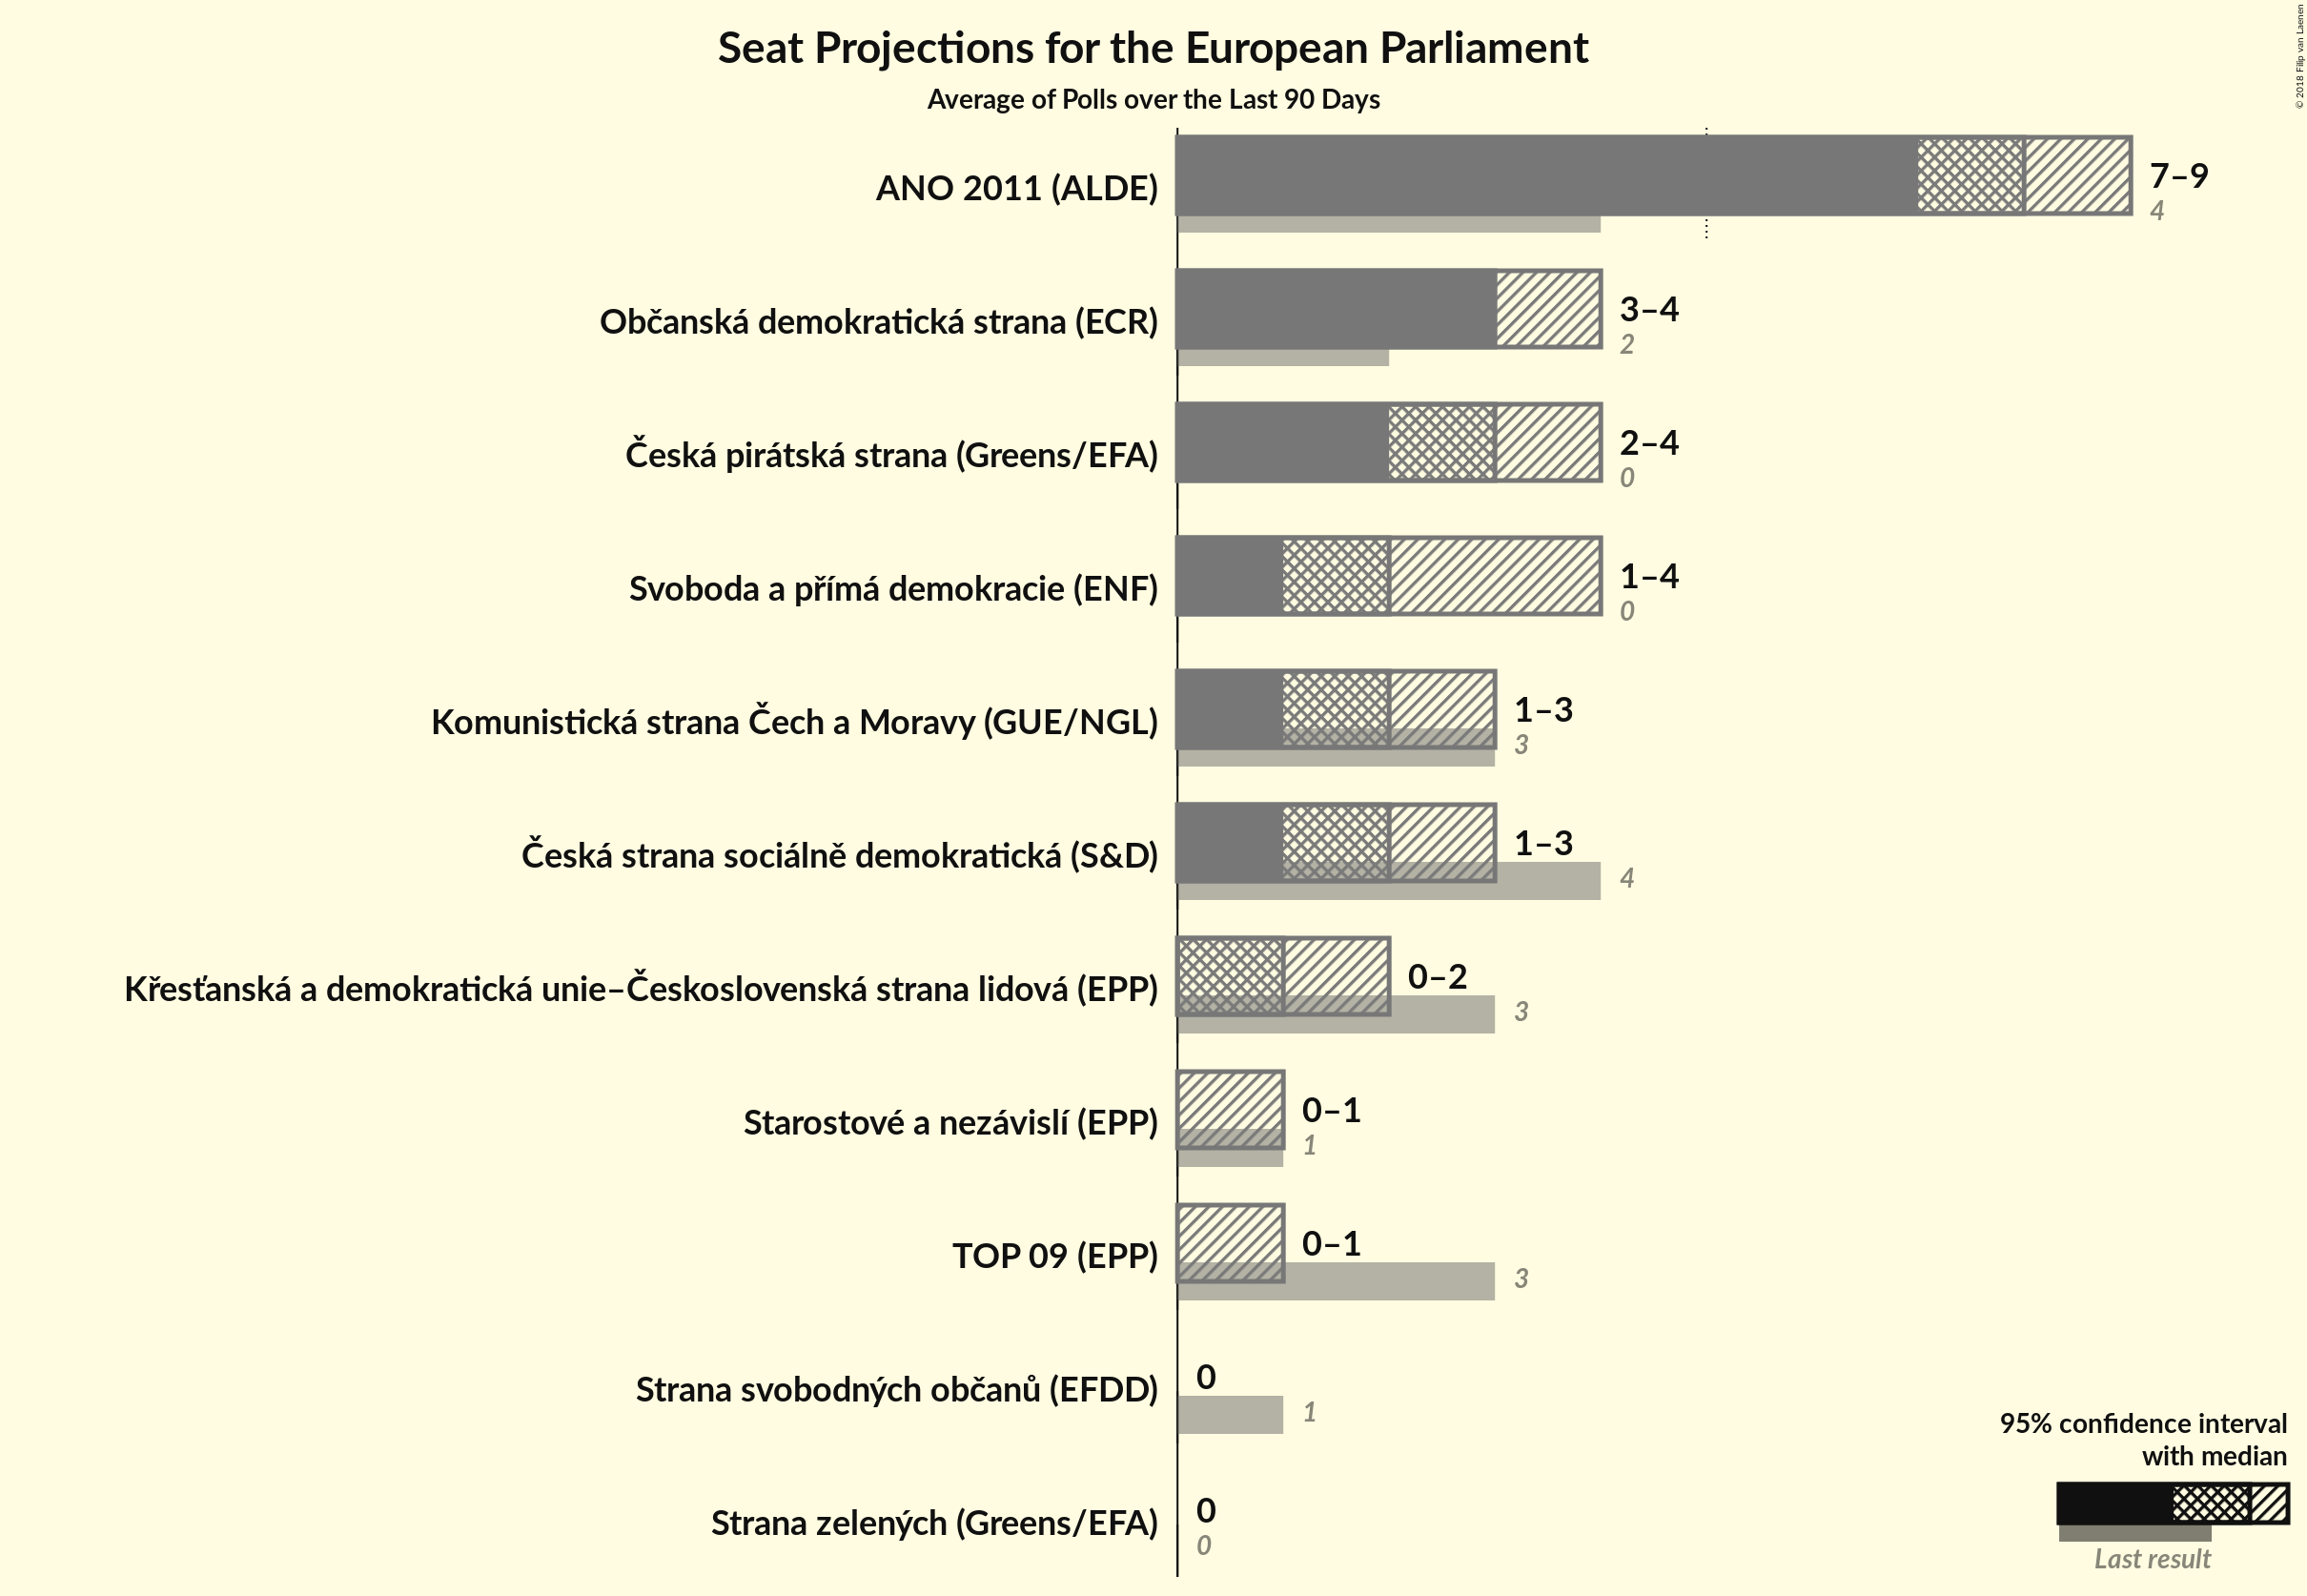 Seat Projections for the European Parliament
Average of Polls over the Last 90 Days
© 2018 Filip van Laenen
ANO 2011 (ALDE)
7–9
4
Občanská demokratická strana (ECR)
3–4
2
Česká pirátská strana (Greens/EFA)
2–4
0
Svoboda a přímá demokracie (ENF)
1–4
0
Komunistická strana Čech a Moravy (GUE/NGL)
1–3
3
Česká strana sociálně demokratická (S&D)
1–3
4
Křesťanská a demokratická unie–Československá strana lidová (EPP)
0–2
3
Starostové a nezávislí (EPP)
0–1
1
TOP 09 (EPP)
0–1
3
Strana svobodných občanů (EFDD)
0
1
Strana zelených (Greens/EFA)
0
0
95% confidence interval
with median
Last result